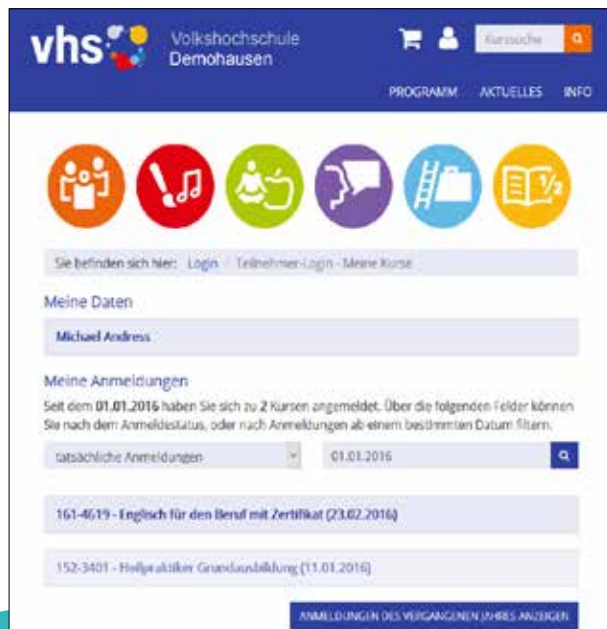 vhs Volkshochschule
Demohausen
Kurssuche
PROGRAMM AKTUELLES INFO
1/2
Sie befinden sich hier: Login / Teilnehmer-Login - Meine Kurse
Meine Daten
Michael Andress
Meine Anmeldungen
Seit dem 01.01.2016 haben Sie sich zu 2 Kursen angemeldet. Über die folgenden Felder können
Sie nach dem Anmeldestatus, oder nach Anmeldungen ab einem bestimmten Datum filtern.
tatsächliche Anmeldungen 01.01.2016
161-4619 - Englisch für den Beruf mit Zertifikat (23.02.2016)
152-3401 - Heilpraktiker Grundausbildung (11.01.2016)
ANMELDUNGEN DES VERGANGENEN JAHRES ANZEIGEN